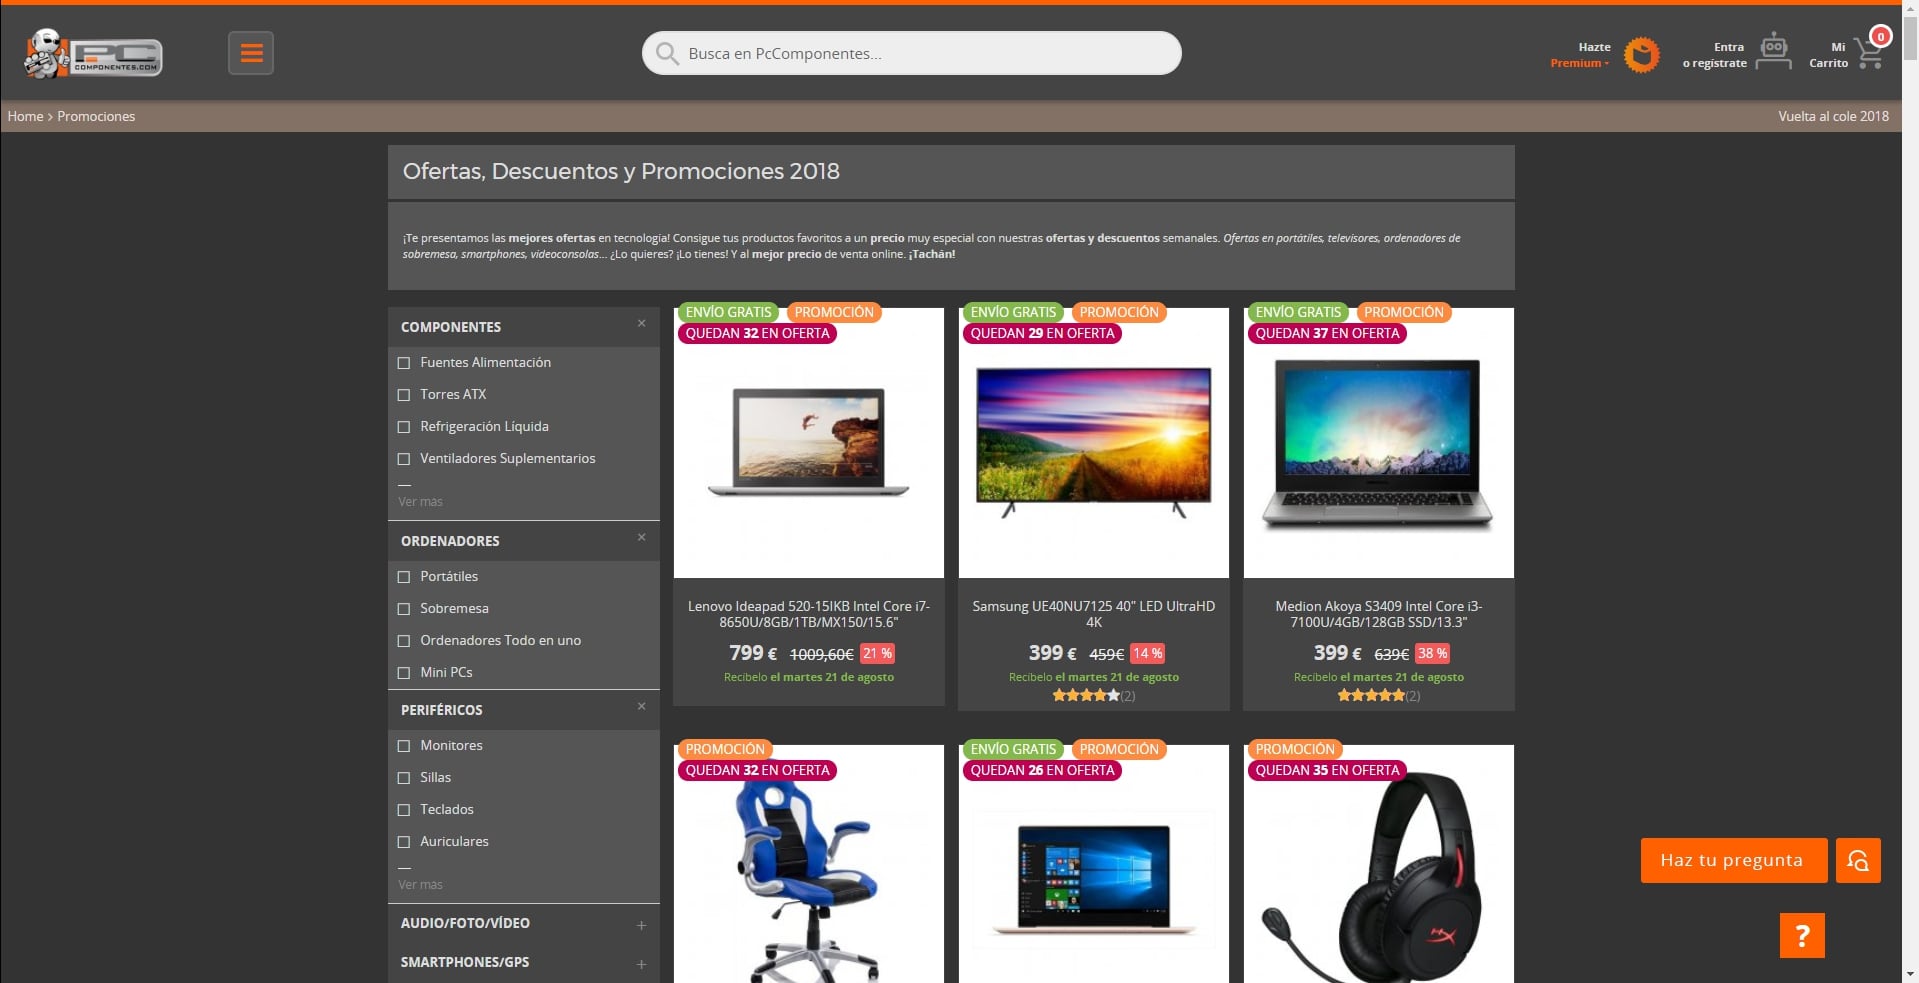 PC
COMPONENTES.COM
Busca en PcComponentes...
Hazte
Premium
Entra
o regístrate
Mi
Carrito
0
Home > Promociones
Vuelta al cole 2018
Ofertas, Descuentos y Promociones 2018
¡Te presentamos las mejores ofertas en tecnología! Consigue tus productos favoritos a un precio muy especial con nuestras ofertas y descuentos semanales. Ofertas en portátiles, televisores, ordenadores de
sobremesa, smartphones, videoconsolas... ¿Lo quieres? ¡Lo tienes! Y al mejor precio de venta online. ¡Tachán!
COMPONENTES ×
Fuentes Alimentación
Torres ATX
Refrigeración Líquida
Ventiladores Suplementarios
Ver más
ORDENADORES ×
Portátiles
Sobremesa
Ordenadores Todo en uno
Mini PCs
PERIFÉRICOS ×
Monitores
Sillas
Teclados
Auriculares
Ver más
AUDIO/FOTO/VÍDEO +
SMARTPHONES/GPS +
ENVÍO GRATIS PROMOCIÓN
QUEDAN 32 EN OFERTA
Lenovo Ideapad 520-15IKB Intel Core i7-
8650U/8GB/1TB/MX150/15.6"
799 € 1009,60€ 21 %
Recíbelo el martes 21 de agosto
ENVÍO GRATIS PROMOCIÓN
QUEDAN 29 EN OFERTA
Samsung UE40NU7125 40" LED UltraHD
4K
399 € 459€ 14 %
Recíbelo el martes 21 de agosto
(2)
ENVÍO GRATIS PROMOCIÓN
QUEDAN 37 EN OFERTA
Medion Akoya S3409 Intel Core i3-
7100U/4GB/128GB SSD/13.3"
399 € 639€ 38 %
Recíbelo el martes 21 de agosto
(2)
PROMOCIÓN
QUEDAN 32 EN OFERTA
ENVÍO GRATIS PROMOCIÓN
QUEDAN 26 EN OFERTA
PROMOCIÓN
QUEDAN 35 EN OFERTA
Haz tu pregunta
?